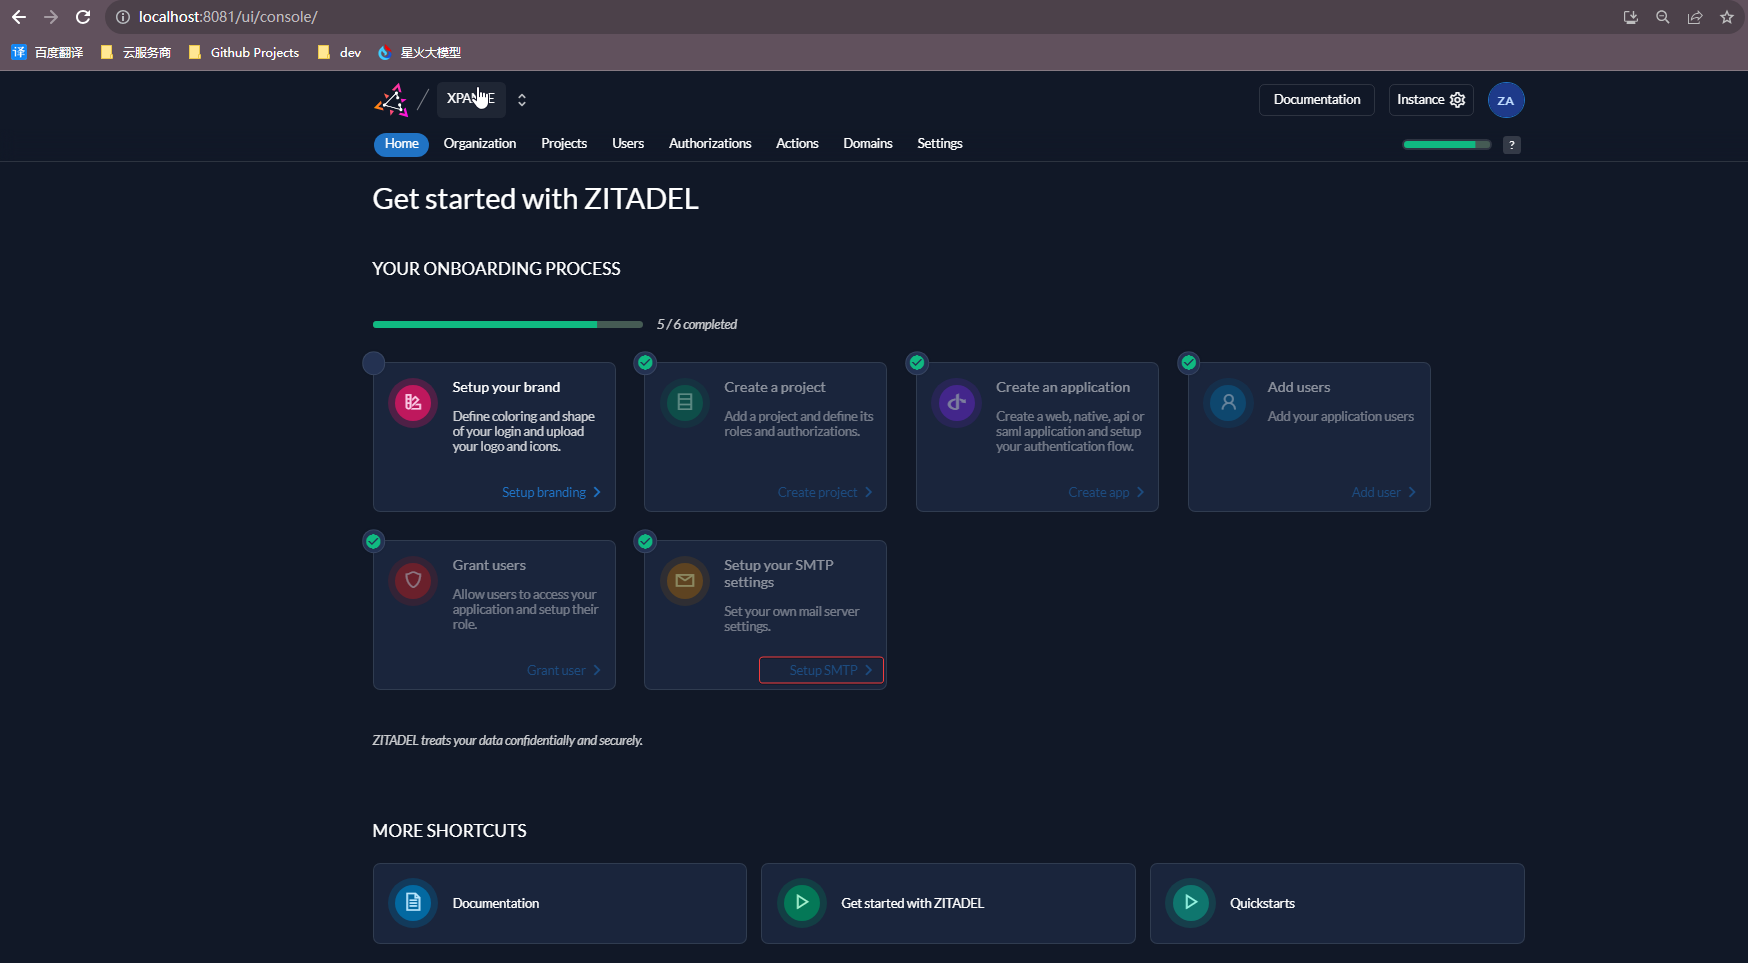 localhost:8081/ui/console/
译 百度翻译 云服务商 Github Projects dev 星火大模型
Documentation Instance ZA
Home Organization Projects Users Authorizations Actions Domains Settings ?
Get started with ZITADEL
YOUR ONBOARDING PROCESS
5 / 6 completed
Setup your brand
Define coloring and shape
of your login and upload
your logo and icons.
Setup branding
Create a project
Add a project and define its
roles and authorizations.
Create project
Create an application
Create a web, native, api or
saml application and setup
your authentication flow.
Create app
Add users
Add your application users
Add user
Grant users
Allow users to access your
application and setup their
role.
Grant user
Setup your SMTP
settings
Set your own mail server
settings.
Setup SMTP
ZITADEL treats your data confidentially and securely.
MORE SHORTCUTS
Documentation
Get started with ZITADEL
Quickstarts